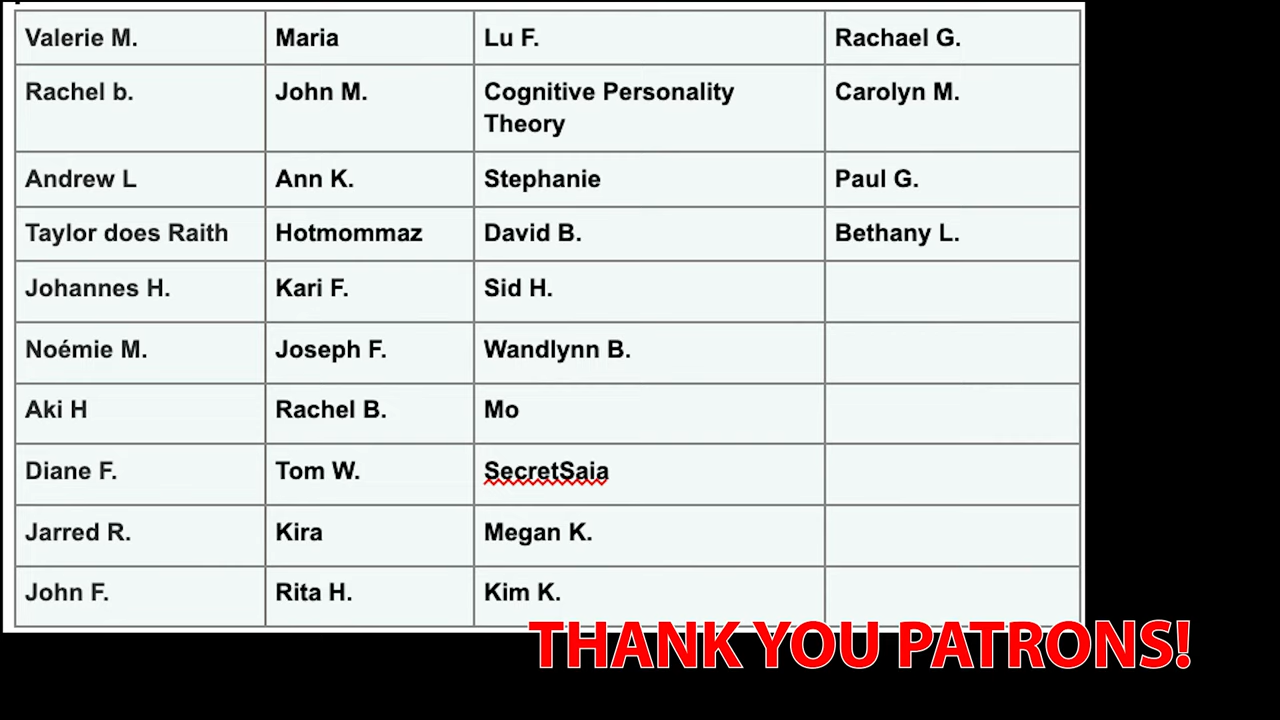 Valerie M. Maria Lu F. Rachael G.
Rachel b. John M. Cognitive Personality Carolyn M.
Theory
Andrew L Ann K. Stephanie Paul G.
Taylor does Raith Hotmommaz David B. Bethany L.
Johannes H. Kari F. Sid H.
Noémie M. Joseph F. Wandlynn B.
Aki H Rachel B. Mo
Diane F. Tom W. SecretSaia
Jarred R. Kira Megan K.
John F. Rita H. Kim K.
THANK YOU PATRONS!